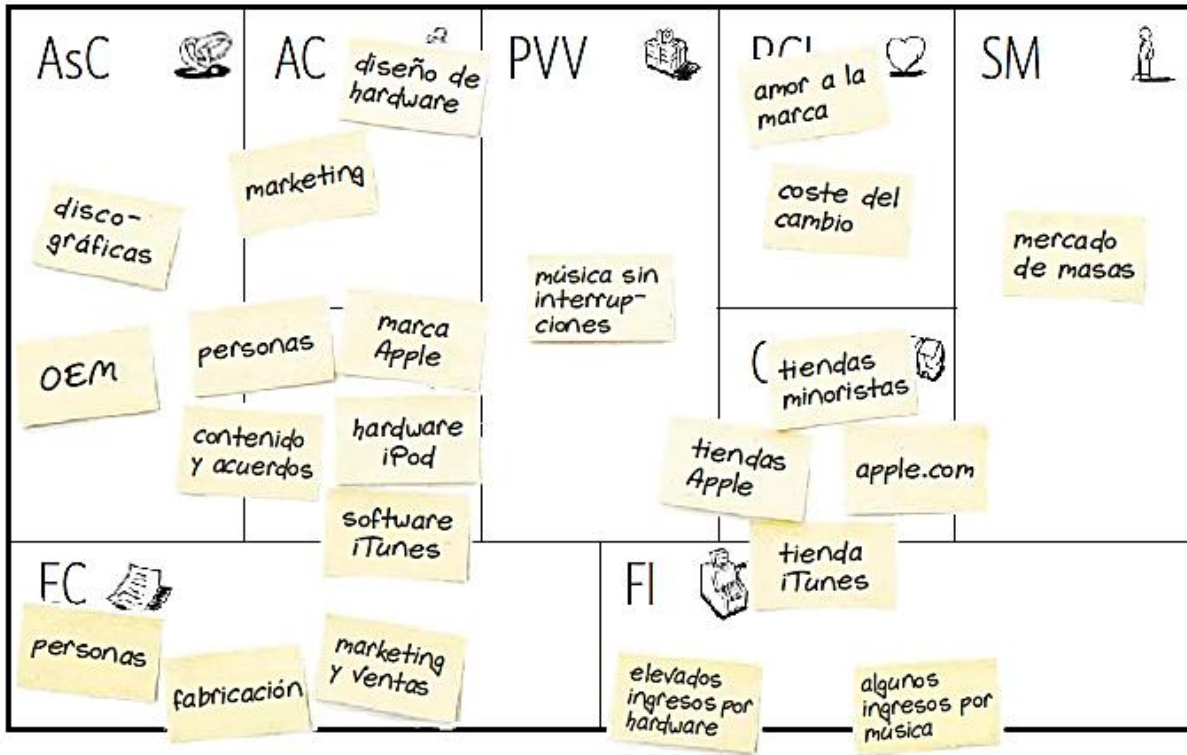 AsC
AC
PVV
SM
diseño de
hardware
marketing
disco-
gráficas
OEM
personas
marca
Apple
contenido
y acuerdos
hardware
iPod
software
iTunes
música sin
interrup-
ciones
amor a la
marca
coste del
cambio
tiendas
minoristas
tiendas
Apple
apple.com
tienda
iTunes
mercado
de masas
personas
fabricación
marketing
y ventas
FI
elevados
ingresos por
hardware
algunos
ingresos por
música